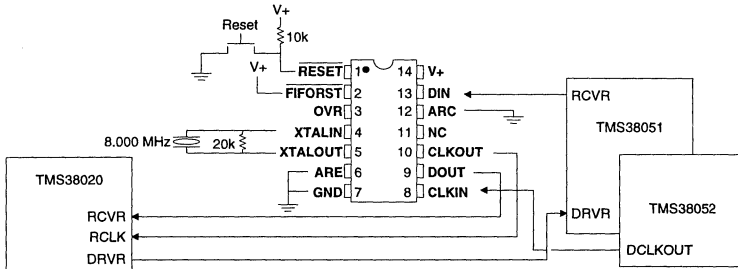 V+
Reset
10k
V+
RESET 1 14 V+
FIFORST 2 13 DIN
OVR 3 12 ARC
XTALIN 4 11 NC
XTALOUT 5 10 CLKOUT
ARE 6 9 DOUT
GND 7 8 CLKIN
8.000 MHz
20k
TMS38020
RCVR
RCLK
DRVR
RCVR
TMS38051
DRVR
TMS38052
DCLKOUT